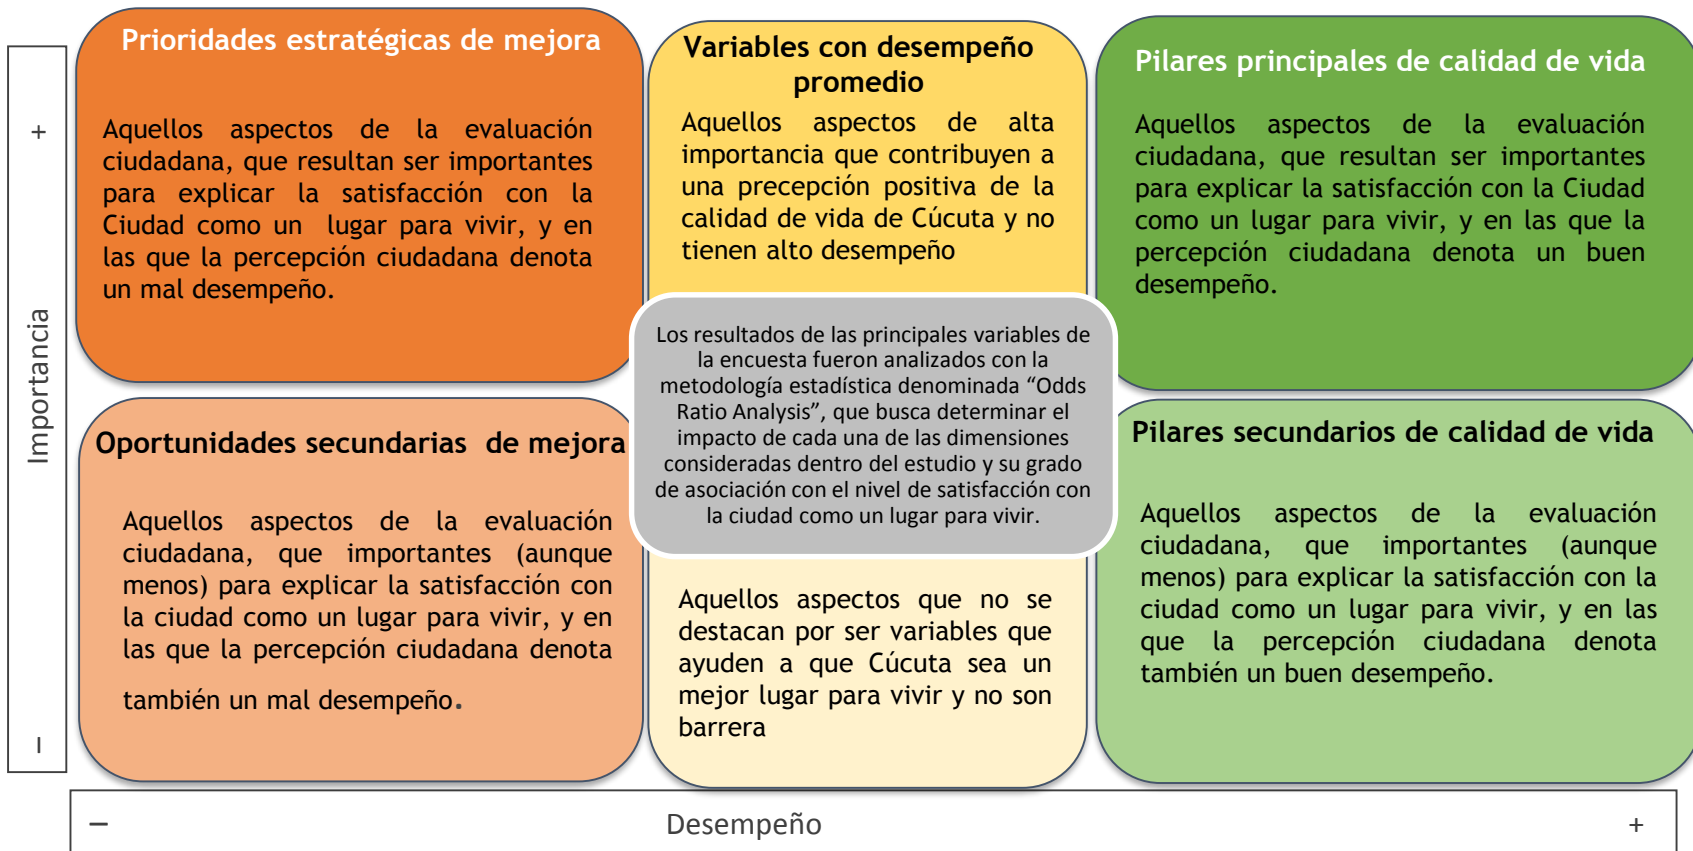 Prioridades estratégicas de mejora
Aquellos aspectos de la evaluación
ciudadana, que resultan ser importantes
para explicar la satisfacción con la
Ciudad como un lugar para vivir, y en
las que la percepción ciudadana denota
un mal desempeño.
Variables con desempeño
promedio
Aquellos aspectos de alta
importancia que contribuyen a
una precepción positiva de la
calidad de vida de Cúcuta y no
tienen alto desempeño
Pilares principales de calidad de vida
Aquellos aspectos de la evaluación
ciudadana, que resultan ser importantes
para explicar la satisfacción con la Ciudad
como un lugar para vivir, y en las que la
percepción ciudadana denota un buen
desempeño.
Los resultados de las principales variables de
la encuesta fueron analizados con la
metodología estadística denominada “Odds
Ratio Analysis”, que busca determinar el
impacto de cada una de las dimensiones
consideradas dentro del estudio y su grado
de asociación con el nivel de satisfacción con
la ciudad como un lugar para vivir.
Oportunidades secundarias de mejora
Aquellos aspectos de la evaluación
ciudadana, que importantes (aunque
menos) para explicar la satisfacción con
la ciudad como un lugar para vivir, y en
las que la percepción ciudadana denota
también un mal desempeño.
Aquellos aspectos que no se
destacan por ser variables que
ayuden a que Cúcuta sea un
mejor lugar para vivir y no son
barrera
Pilares secundarios de calidad de vida
Aquellos aspectos de la evaluación
ciudadana, que importantes (aunque
menos) para explicar la satisfacción con la
ciudad como un lugar para vivir, y en las
que la percepción ciudadana denota
también un buen desempeño.
– Importancia +
– Desempeño +